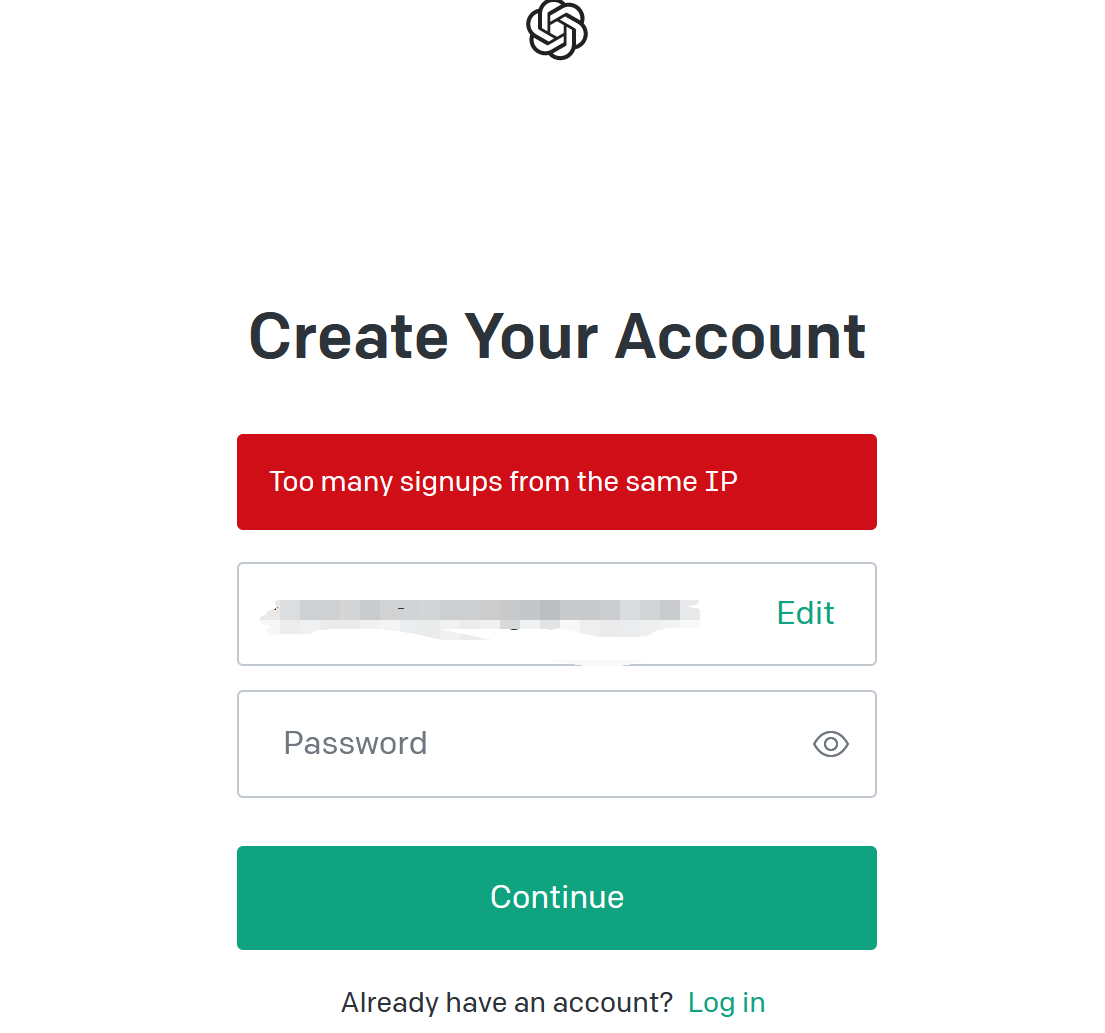 Create Your Account
Too many signups from the same IP
Edit
Password
Continue
Already have an account? Log in